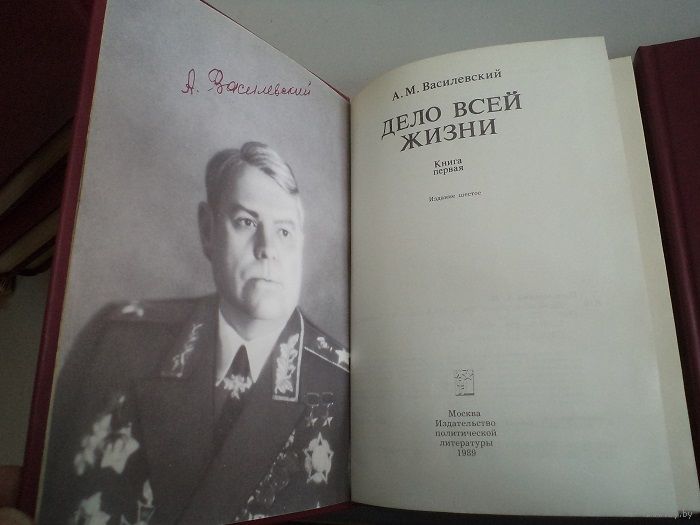 А. Василевский
А. М. Василевский
ДЕЛО ВСЕЙ
ЖИЗНИ
Книга
первая
Издание шестое
Москва
Издательство
политической
литературы
1989